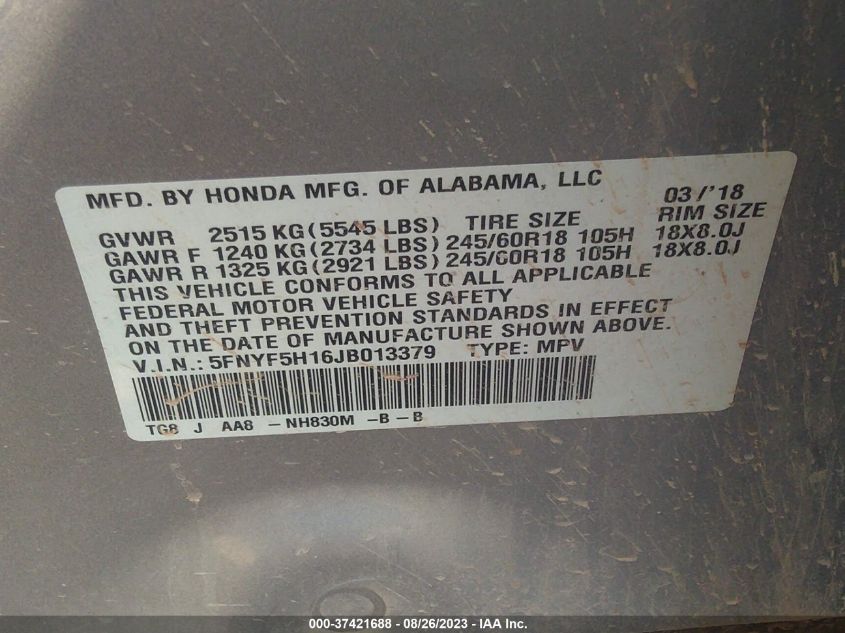 MFD. BY HONDA MFG. OF ALABAMA, LLC 03/'18
GVWR 2515 KG(5545 LBS) TIRE SIZE RIM SIZE
GAWR F 1240 KG(2734 LBS) 245/60R18 105H 18X8.0J
GAWR R 1325 KG(2921 LBS) 245/60R18 105H 18X8.0J
THIS VEHICLE CONFORMS TO ALL APPLICABLE
FEDERAL MOTOR VEHICLE SAFETY
AND THEFT PREVENTION STANDARDS IN EFFECT
ON THE DATE OF MANUFACTURE SHOWN ABOVE.
V.I.N.: 5FNYF5H16JB013379 TYPE: MPV
TG8 J AA8 -NH830M -B-B
000-37421688 - 08/26/2023 - IAA Inc.